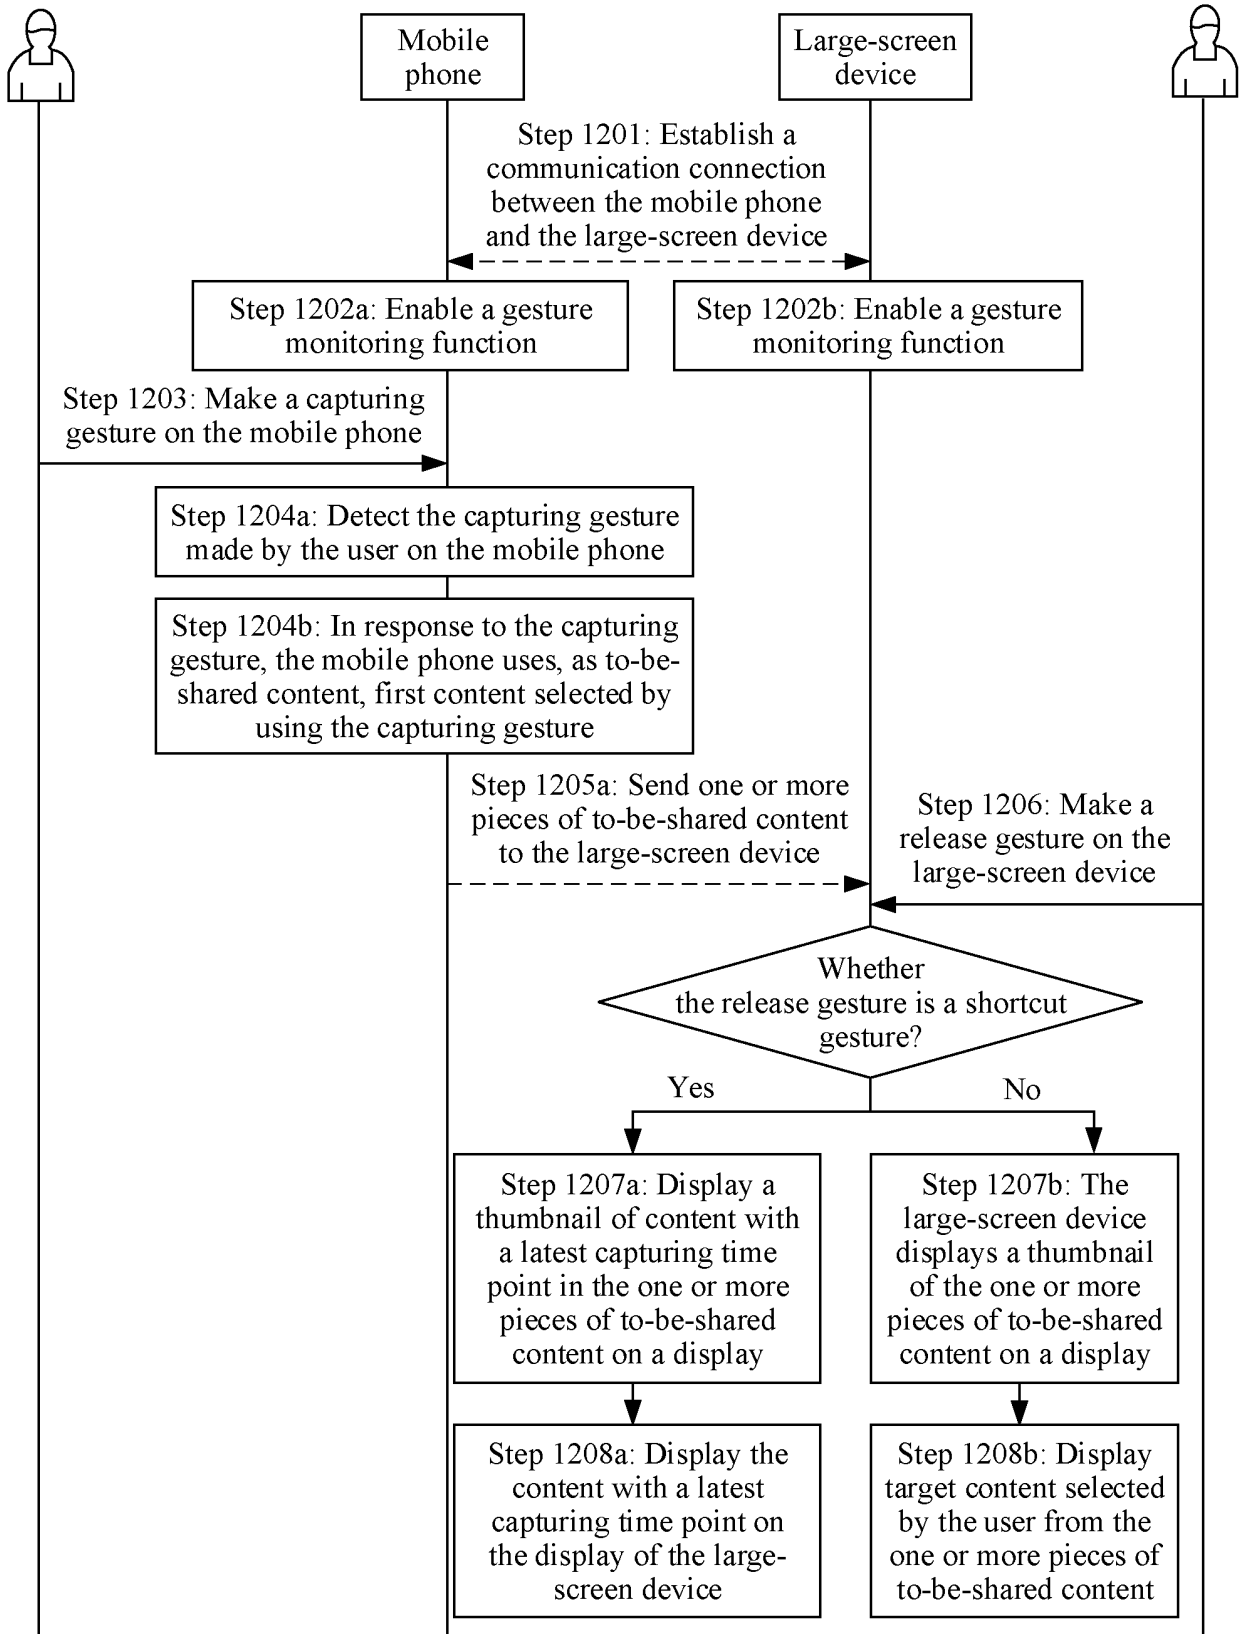 Mobile
phone
Large-screen
device
Step 1201: Establish a
communication connection
between the mobile phone
and the large-screen device
Step 1202a: Enable a gesture
monitoring function
Step 1202b: Enable a gesture
monitoring function
Step 1203: Make a capturing
gesture on the mobile phone
Step 1204a: Detect the capturing gesture
made by the user on the mobile phone
Step 1204b: In response to the capturing
gesture, the mobile phone uses, as to-be-
shared content, first content selected by
using the capturing gesture
Step 1205a: Send one or more
pieces of to-be-shared content
to the large-screen device
Step 1206: Make a
release gesture on the
large-screen device
Whether
the release gesture is a shortcut
gesture?
Yes
No
Step 1207a: Display a
thumbnail of content with
a latest capturing time
point in the one or more
pieces of to-be-shared
content on a display
Step 1207b: The
large-screen device
displays a thumbnail
of the one or more
pieces of to-be-shared
content on a display
Step 1208a: Display the
content with a latest
capturing time point on
the display of the large-
screen device
Step 1208b: Display
target content selected
by the user from the
one or more pieces of
to-be-shared content